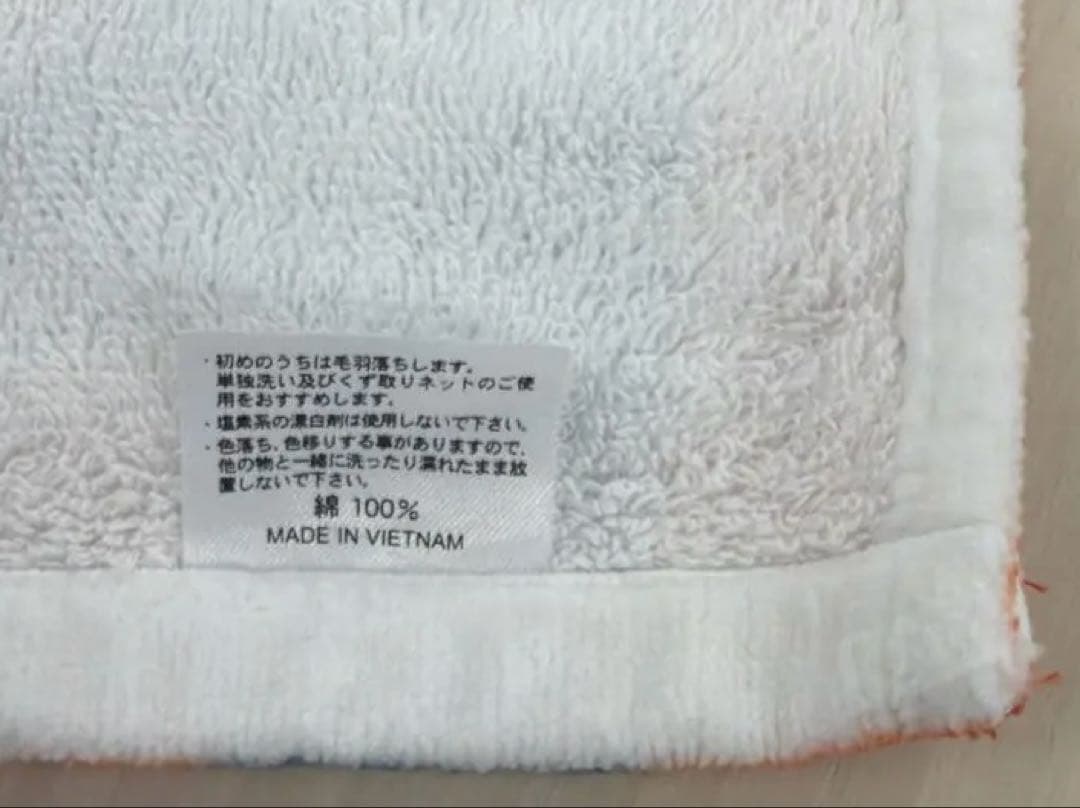 ・初めのうちは毛羽落ちします。
単独洗い及びくず取りネットのご使
用をおすすめします。
・塩素系の漂白剤は使用しないで下さい。
・色落ち、色移りする事がありますので、
他の物と一緒に洗ったり濡れたまま放
置しないで下さい。
綿 100%
MADE IN VIETNAM